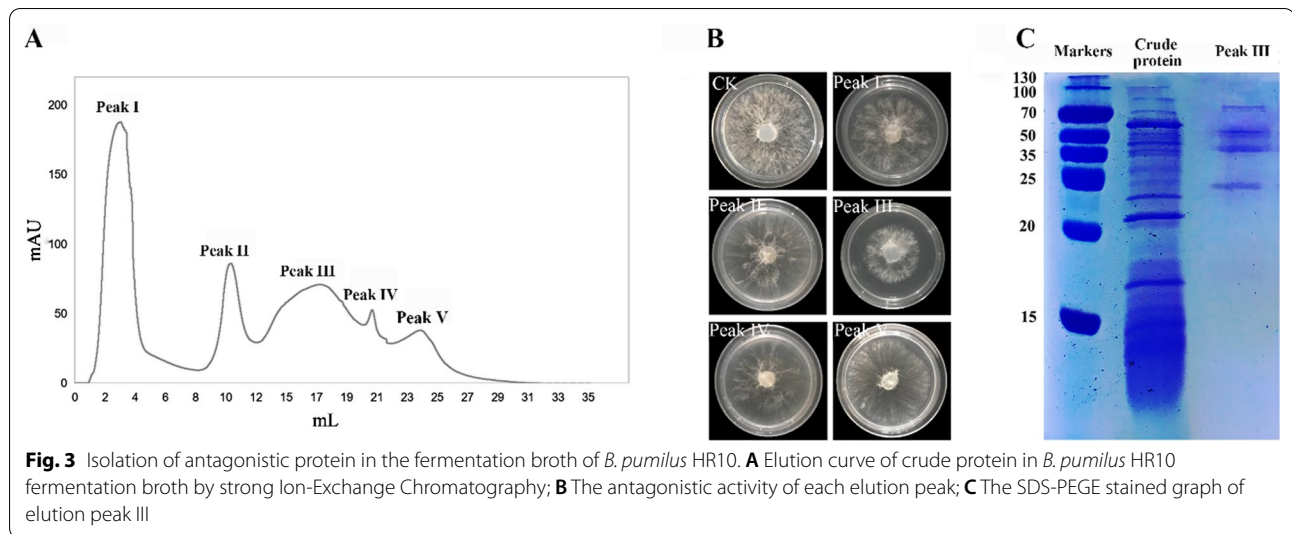 A
B
C
Markers Crude protein Peak III
200
150
100
50
0
mAU
Peak I
Peak II
Peak III
Peak IV
Peak V
0 2 4 6 8 10 12 14 15 17 19 21 23 25 27 29 31 33 35
mL
CK
Peak I
Peak II
Peak III
Peak IV
Peak V
130
100
70
50
35
25
20
15
Fig. 3 Isolation of antagonistic protein in the fermentation broth of B. pumilus HR10. A Elution curve of crude protein in B. pumilus HR10
fermentation broth by strong Ion-Exchange Chromatography; B The antagonistic activity of each elution peak; C The SDS-PEGE stained graph of
elution peak III